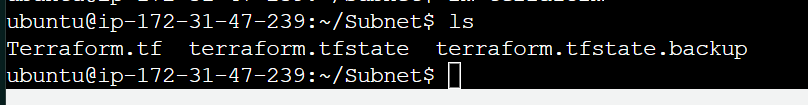 ubuntu@ip-172-31-47-239:~/Subnet$ ls
Terraform.tf  terraform.tfstate  terraform.tfstate.backup
ubuntu@ip-172-31-47-239:~/Subnet$